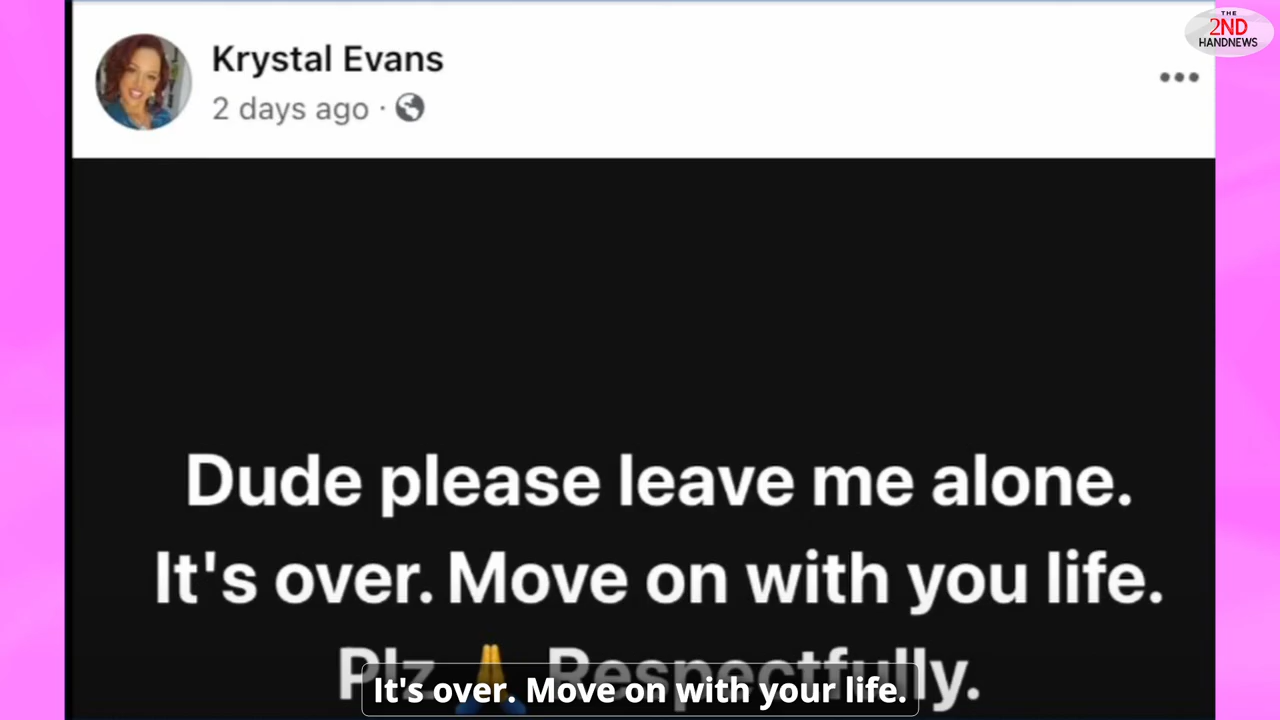 THE
2ND
HANDNEWS
Krystal Evans
2 days ago ·
Dude please leave me alone.
It's over. Move on with you life.
Plz 🙏 Respectfully.
It's over. Move on with your life.